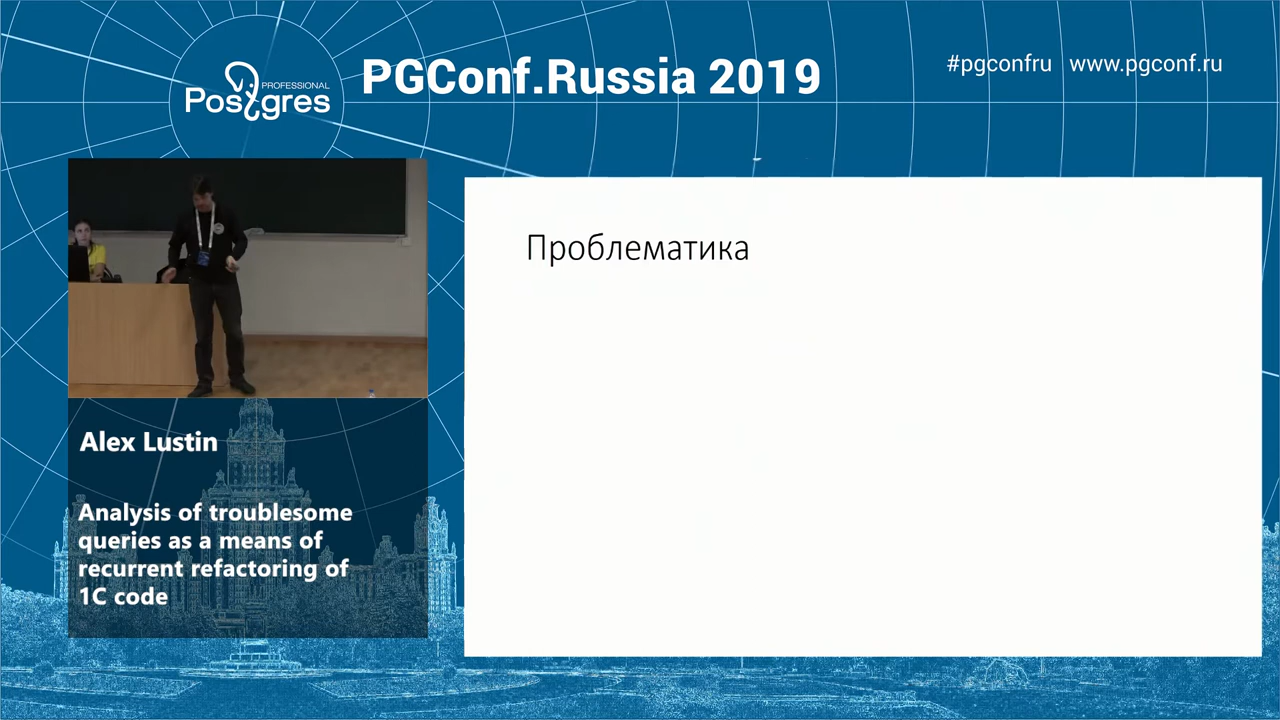 PROFESSIONAL
Postgres
PGConf.Russia 2019
#pgconfru www.pgconf.ru
Проблематика
Alex Lustin
Analysis of troublesome
queries as a means of
recurrent refactoring of
1C code